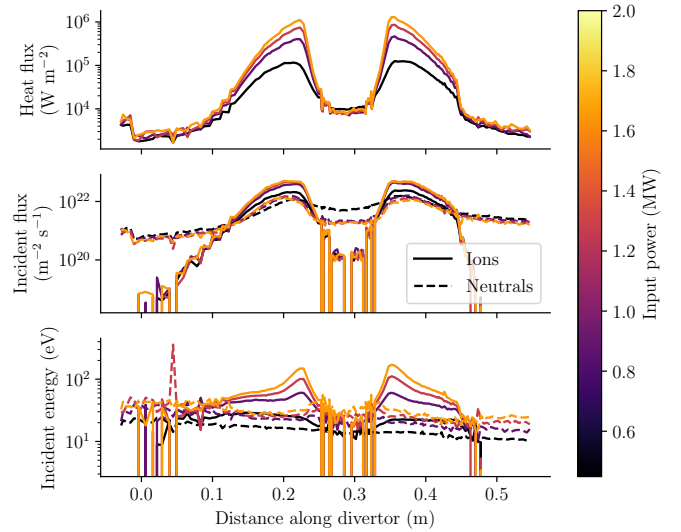 Heat flux
(W m⁻²)
10⁶
10⁵
10⁴
Incident flux
(m⁻² s⁻¹)
10²²
10²⁰
Ions
Neutrals
Incident energy (eV)
10²
10¹
0.0 0.1 0.2 0.3 0.4 0.5
Distance along divertor (m)
2.0
1.8
1.6
1.4
1.2
1.0
0.8
0.6
Input power (MW)